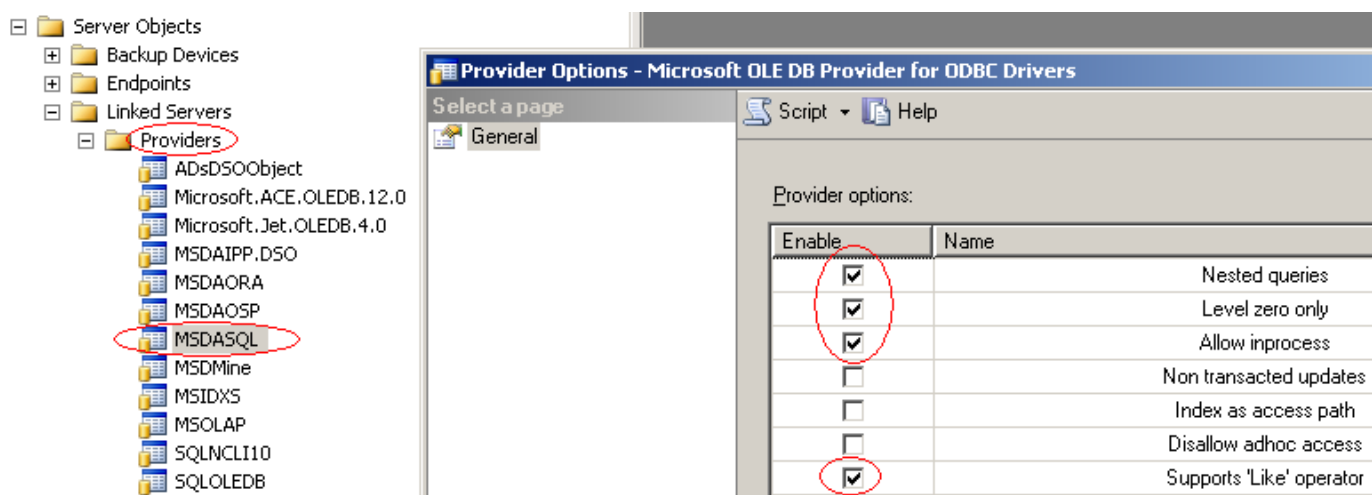 Server Objects
Backup Devices
Endpoints
Linked Servers
Providers
ADsDSOObject
Microsoft.ACE.OLEDB.12.0
Microsoft.Jet.OLEDB.4.0
MSDAIPP.DSO
MSDAORA
MSDAOSP
MSDASQL
MSDMine
MSIDXS
MSOLAP
SQLNCLI10
SQLOLEDB
Provider Options - Microsoft OLE DB Provider for ODBC Drivers
Select a page
General
Script Help
Provider options:
Enable Name
Nested queries
Level zero only
Allow inprocess
Non transacted updates
Index as access path
Disallow adhoc access
Supports 'Like' operator